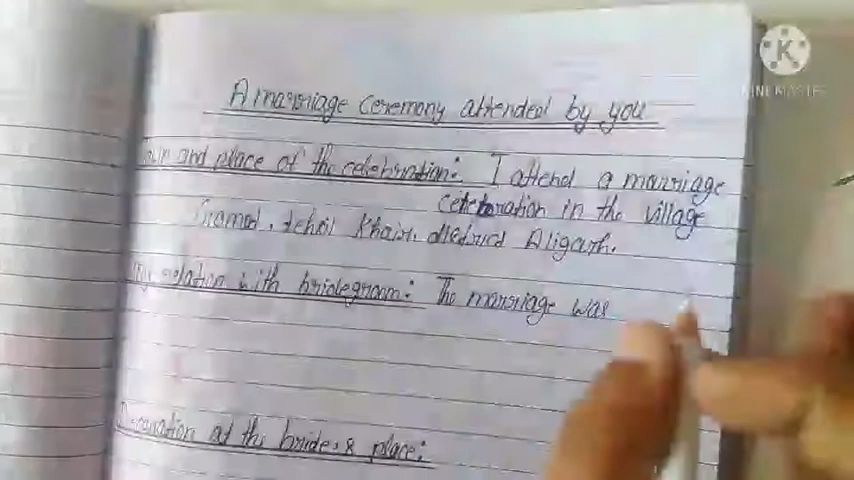 A marriage Ceremony attended by you
KINEMASTER
and place of the celebration: I attend a marriage
celebration in the village
tehsil Khair, Aligarh.
My relation with bridegroom: The marriage was
Decoration at the bride's place: